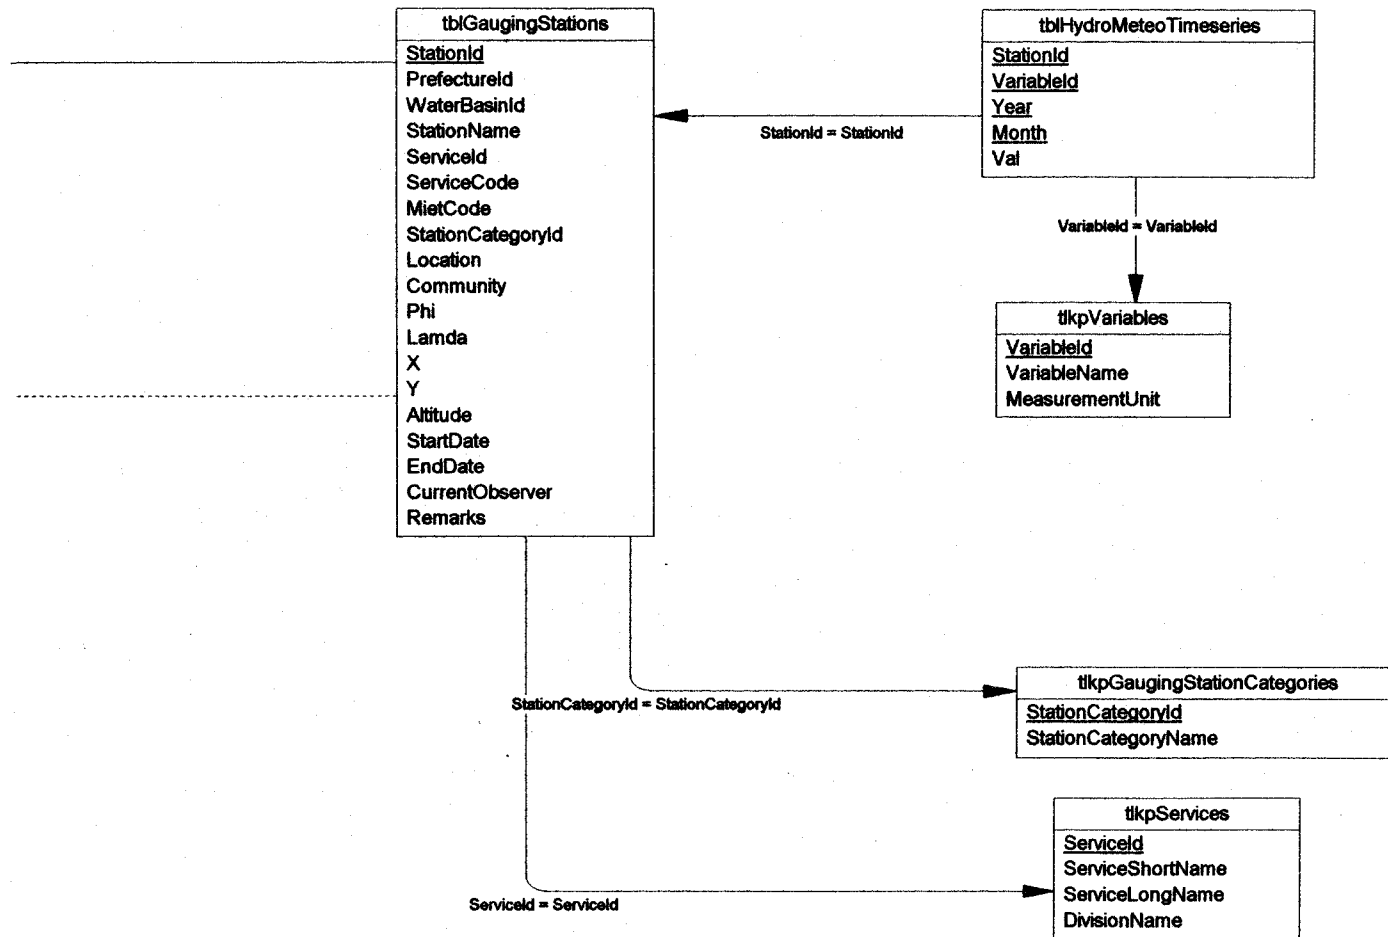 tblGaugingStations
StationId
PrefectureId
WaterBasinId
StationName
ServiceId
ServiceCode
MietCode
StationCategoryId
Location
Community
Phi
Lamda
X
Y
Altitude
StartDate
EndDate
CurrentObserver
Remarks
tblHydroMeteoTimeseries
StationId
VariableId
Year
Month
Val
StationId = StationId
VariableId = VariableId
tlkpVariables
VariableId
VariableName
MeasurementUnit
StationCategoryId = StationCategoryId
tlkpGaugingStationCategories
StationCategoryId
StationCategoryName
ServiceId = ServiceId
tlkpServices
ServiceId
ServiceShortName
ServiceLongName
DivisionName